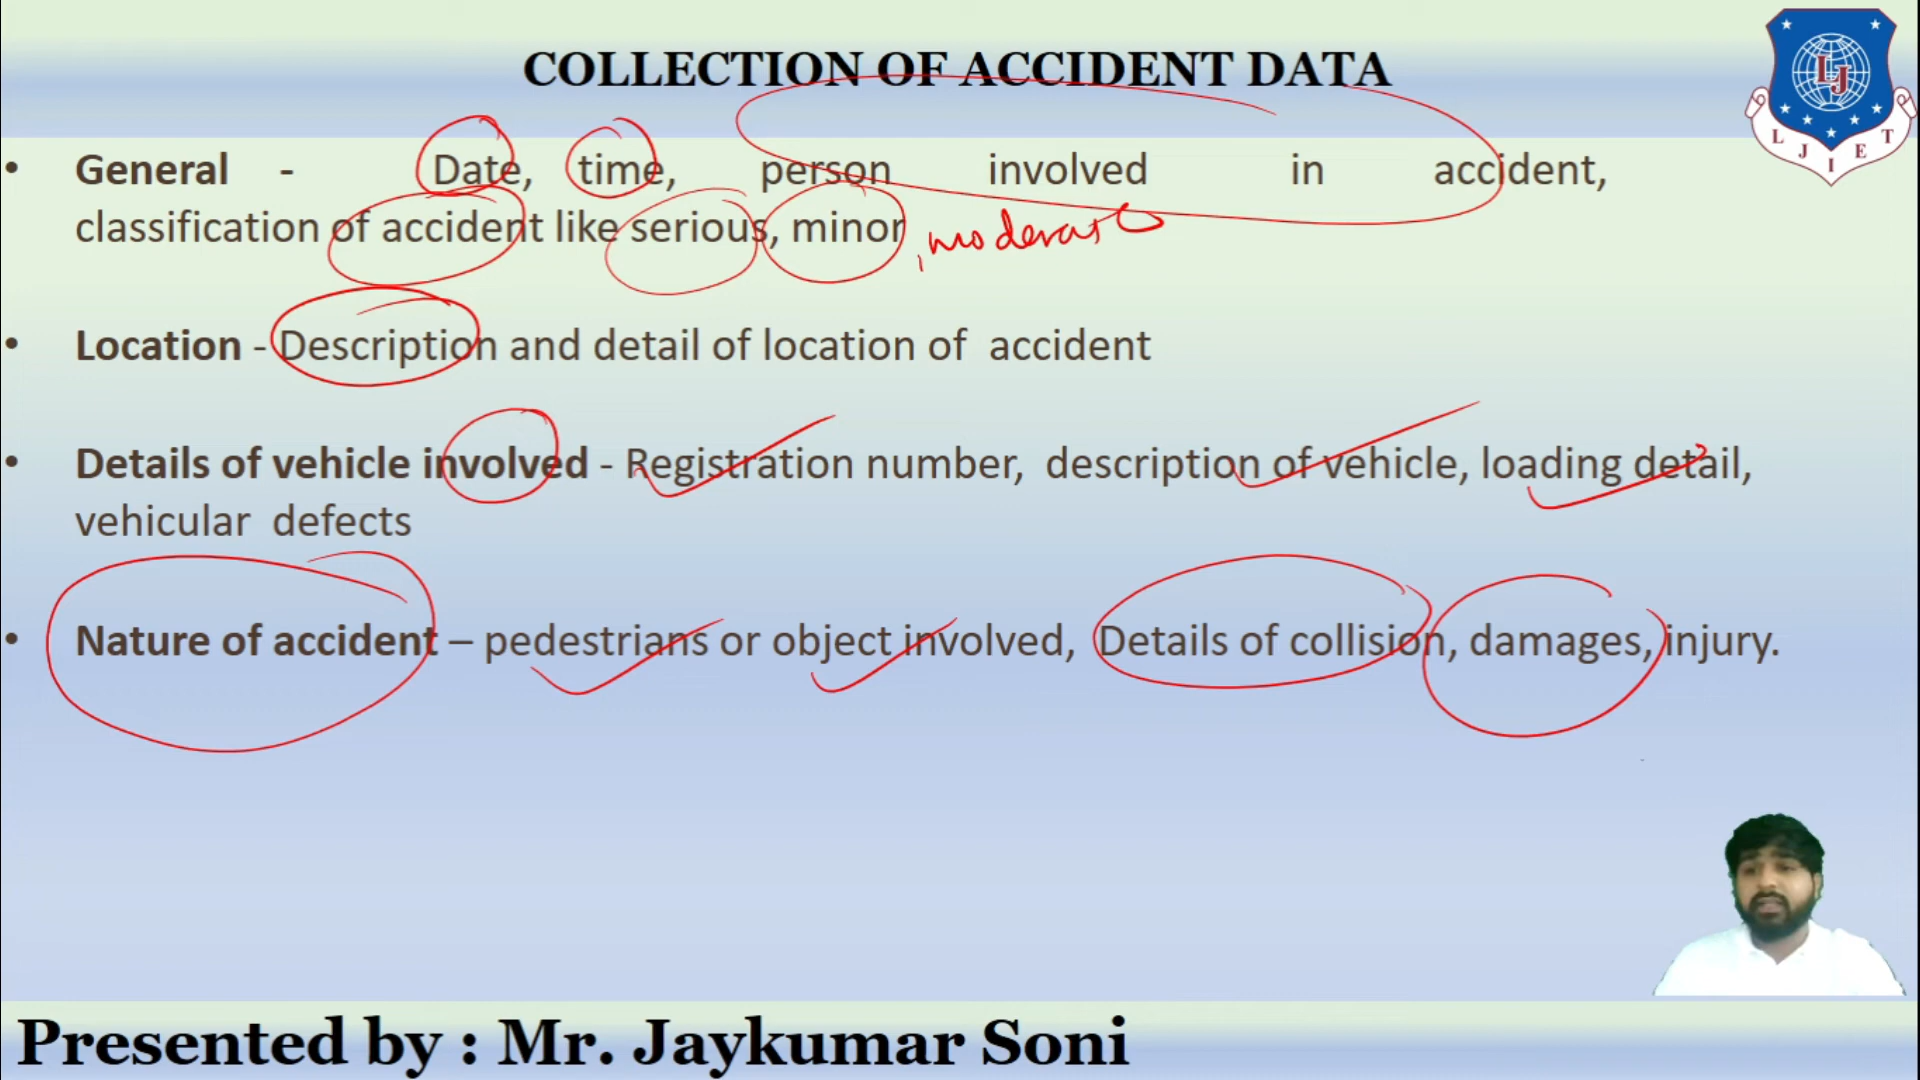 COLLECTION OF ACCIDENT DATA
L J I E T
LJ
• General - Date, time, person involved in accident,
classification of accident like serious, minor, moderate
• Location - Description and detail of location of accident
• Details of vehicle involved - Registration number, description of vehicle, loading detail,
vehicular defects
• Nature of accident – pedestrians or object involved, Details of collision, damages, injury.
Presented by : Mr. Jaykumar Soni